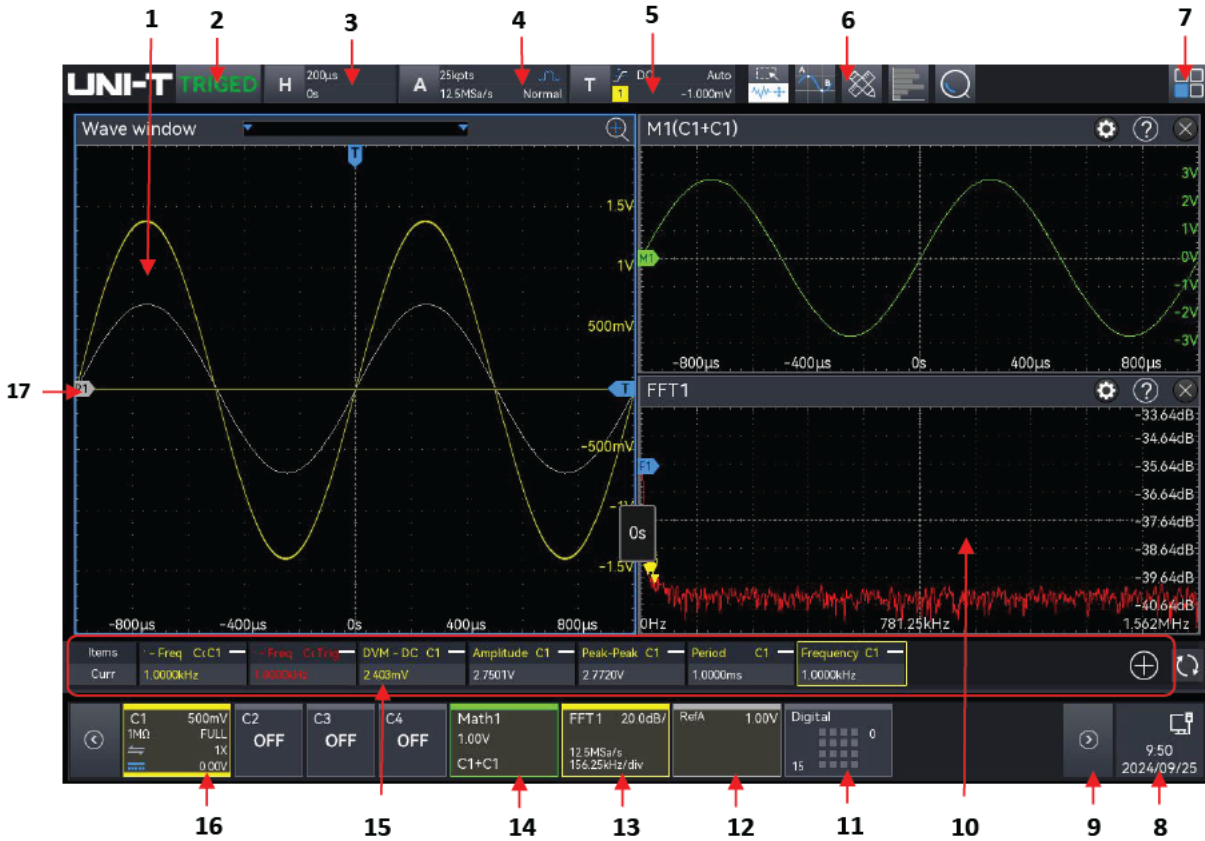 1 2 3 4 5 6 7
UNI-T TRIGED H 200µs 0s A 25kpts 12.5MSa/s Normal T DC 1 Auto -1.000mV
A B
Wave window
T
1.5V
1V
500mV
T
-500mV
-1V
-1.5V
-800µs -400µs 0s 400µs 800µs
M1(C1+C1)
3V
2V
1V
M1 0V
-1V
-2V
-3V
-800µs -400µs 0s 400µs 800µs
FFT1
-33.64dB
-34.64dB
-35.64dB
-36.64dB
-37.64dB
-38.64dB
-39.64dB
-40.64dB
0Hz 781.25kHz 1.562MHz
0s
17
Items - Freq C1 - Freq Trig DVM - DC C1 Amplitude C1 Peak-Peak C1 Period C1 Frequency C1
Curr 1.0000kHz 1.0000kHz 2.403mV 2.7501V 2.7720V 1.0000ms 1.0000kHz
C1 500mV
1MΩ FULL
1X
0.00V
C2
OFF
C3
OFF
C4
OFF
Math1
1.00V
C1+C1
FFT1 20.0dB/
12.5MSa/s
156.25kHz/div
RefA 1.00V
Digital
0
15
9:50
2024/09/25
16 15 14 13 12 11 10 9 8